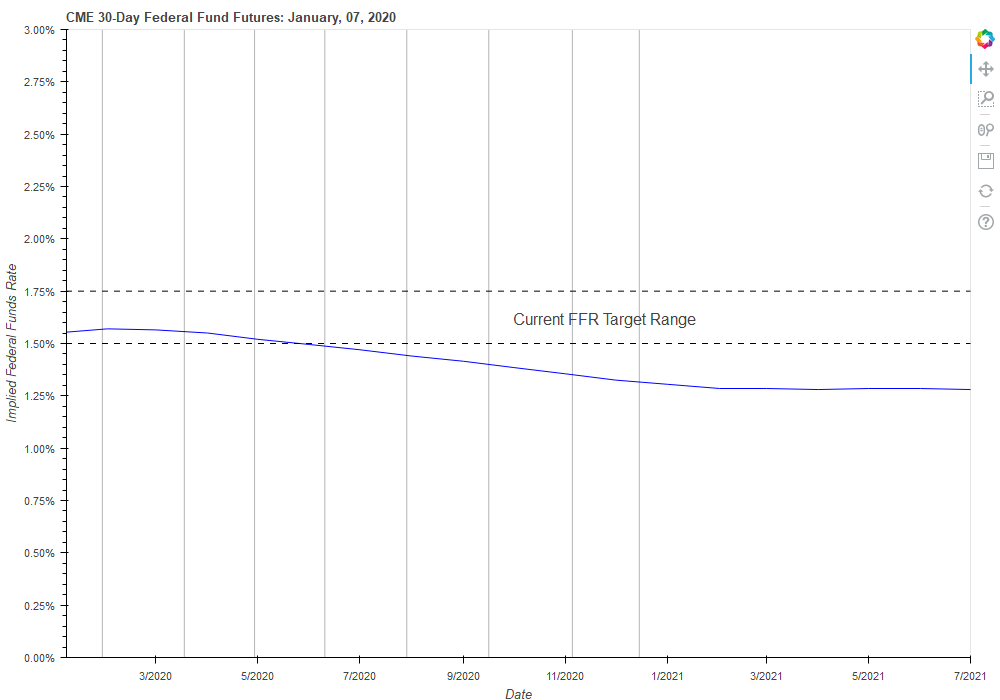 CME 30-Day Federal Fund Futures: January, 07, 2020
3.00%
2.75%
2.50%
2.25%
2.00%
1.75%
1.50%
1.25%
1.00%
0.75%
0.50%
0.25%
0.00%
Implied Federal Funds Rate
Current FFR Target Range
3/2020 5/2020 7/2020 9/2020 11/2020 1/2021 3/2021 5/2021 7/2021
Date